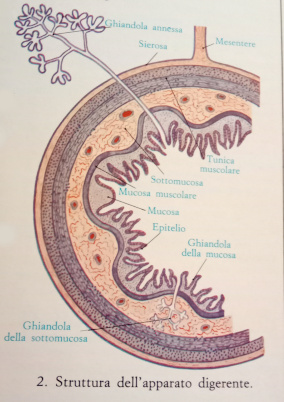 Ghiandola annessa
Mesentere
Sierosa
Tunica
muscolare
Sottomucosa
Mucosa muscolare
Mucosa
Epitelio
Ghiandola
della mucosa
Ghiandola
della sottomucosa
2. Struttura dell'apparato digerente.